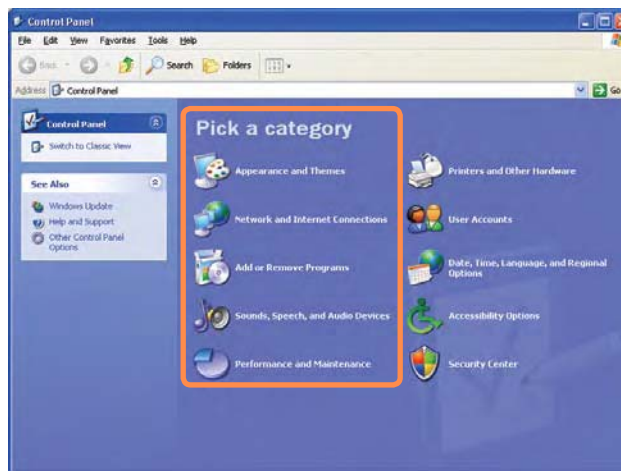 Control Panel
File Edit View Favorites Tools Help
Back Search Folders
Address Control Panel Go
Control Panel
Switch to Classic View
See Also
Windows Update
Help and Support
Other Control Panel
Options
Pick a category
Appearance and Themes
Printers and Other Hardware
Network and Internet Connections
User Accounts
Add or Remove Programs
Date, Time, Language, and Regional
Options
Sounds, Speech, and Audio Devices
Accessibility Options
Performance and Maintenance
Security Center